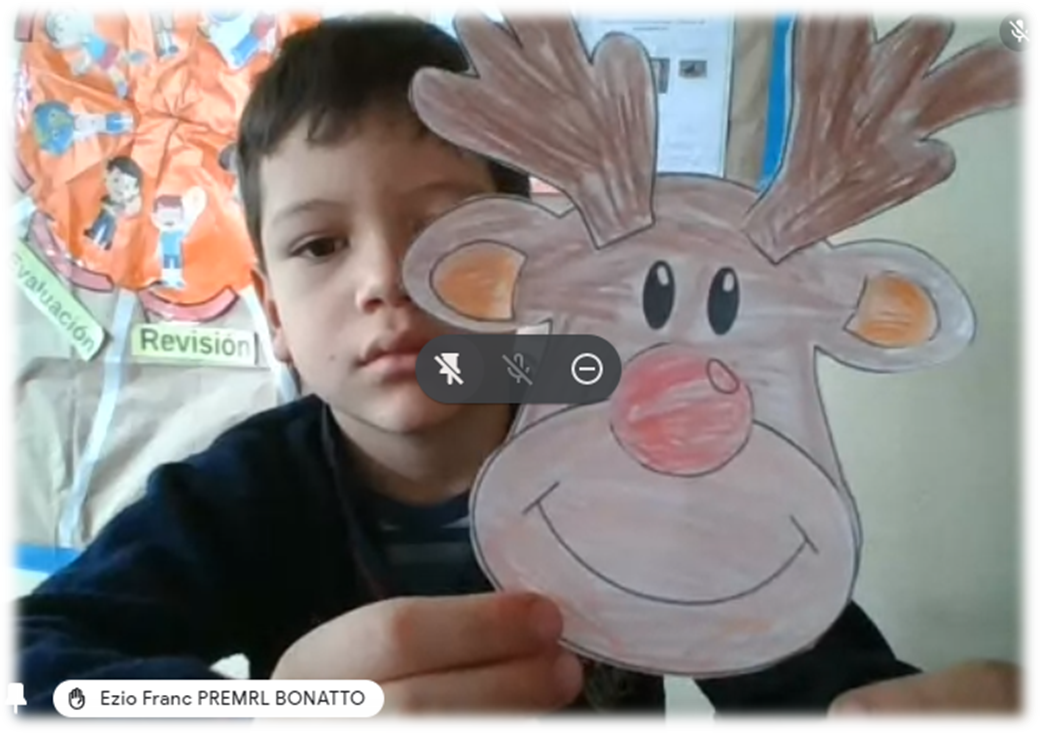 Evaluación
Revisión
Ezio Franc PREMRL BONATTO